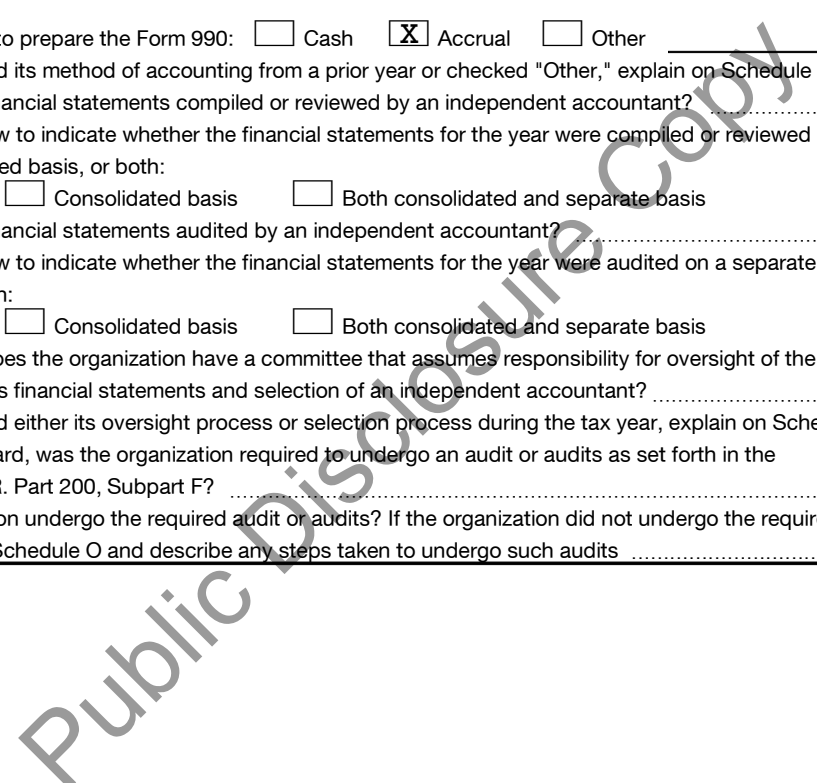 to prepare the Form 990: Cash X Accrual Other
d its method of accounting from a prior year or checked "Other," explain on Schedule
nancial statements compiled or reviewed by an independent accountant?
w to indicate whether the financial statements for the year were compiled or reviewed
ed basis, or both:
Consolidated basis Both consolidated and separate basis
nancial statements audited by an independent accountant?
w to indicate whether the financial statements for the year were audited on a separate
h:
Consolidated basis Both consolidated and separate basis
oes the organization have a committee that assumes responsibility for oversight of the
s financial statements and selection of an independent accountant?
d either its oversight process or selection process during the tax year, explain on Sche
ard, was the organization required to undergo an audit or audits as set forth in the
R. Part 200, Subpart F?
on undergo the required audit or audits? If the organization did not undergo the requir
Schedule O and describe any steps taken to undergo such audits
Public Disclosure Copy